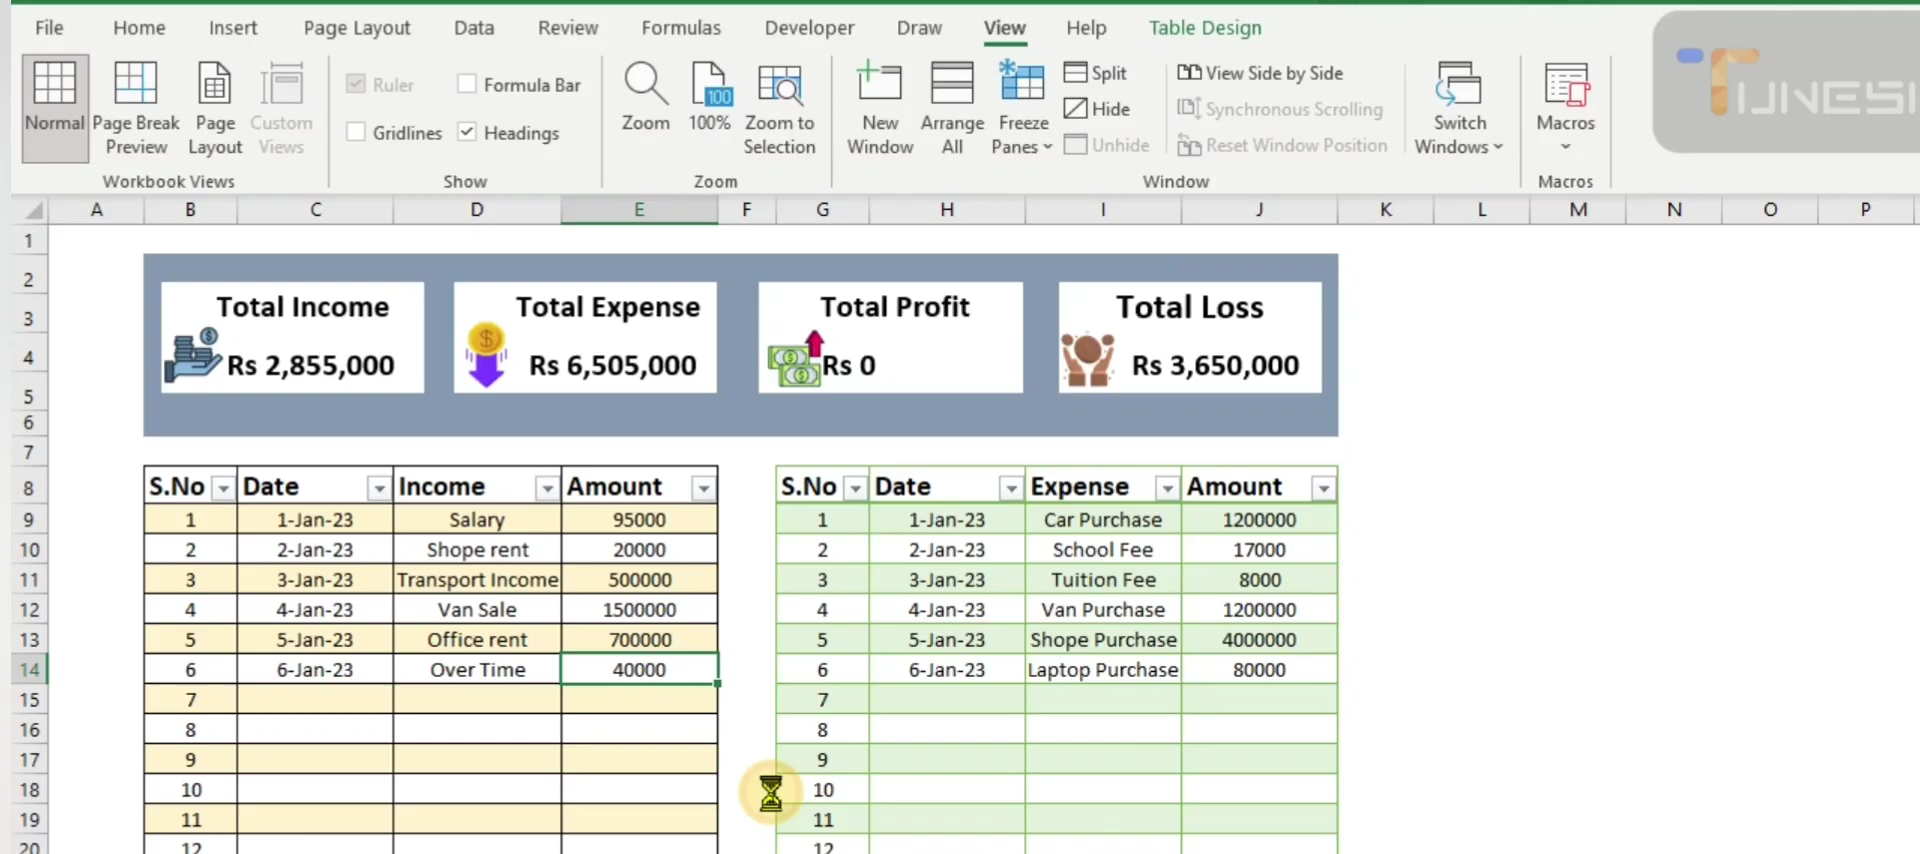 File Home Insert Page Layout Data Review Formulas Developer Draw View Help Table Design
Normal Page Break Preview Page Layout Custom Views
Workbook Views
Ruler Formula Bar
Gridlines Headings
Show
Zoom 100% Zoom to Selection
100
Zoom
New Window Arrange All Freeze Panes
Split
Hide
Unhide
View Side by Side
Synchronous Scrolling
Reset Window Position
Window
Switch Windows
Macros
Macros
A B C D E F G H I J K L M N O P
1
2
3 Total Income Total Expense Total Profit Total Loss
4 Rs 2,855,000 Rs 6,505,000 Rs 0 Rs 3,650,000
5
6
7
8 S.No Date Income Amount S.No Date Expense Amount
9 1 1-Jan-23 Salary 95000 1 1-Jan-23 Car Purchase 1200000
10 2 2-Jan-23 Shope rent 20000 2 2-Jan-23 School Fee 17000
11 3 3-Jan-23 Transport Income 500000 3 3-Jan-23 Tuition Fee 8000
12 4 4-Jan-23 Van Sale 1500000 4 4-Jan-23 Van Purchase 1200000
13 5 5-Jan-23 Office rent 700000 5 5-Jan-23 Shope Purchase 4000000
14 6 6-Jan-23 Over Time 40000 6 6-Jan-23 Laptop Purchase 80000
15 7 7
16 8 8
17 9 9
18 10 10
19 11 11
20 12 12